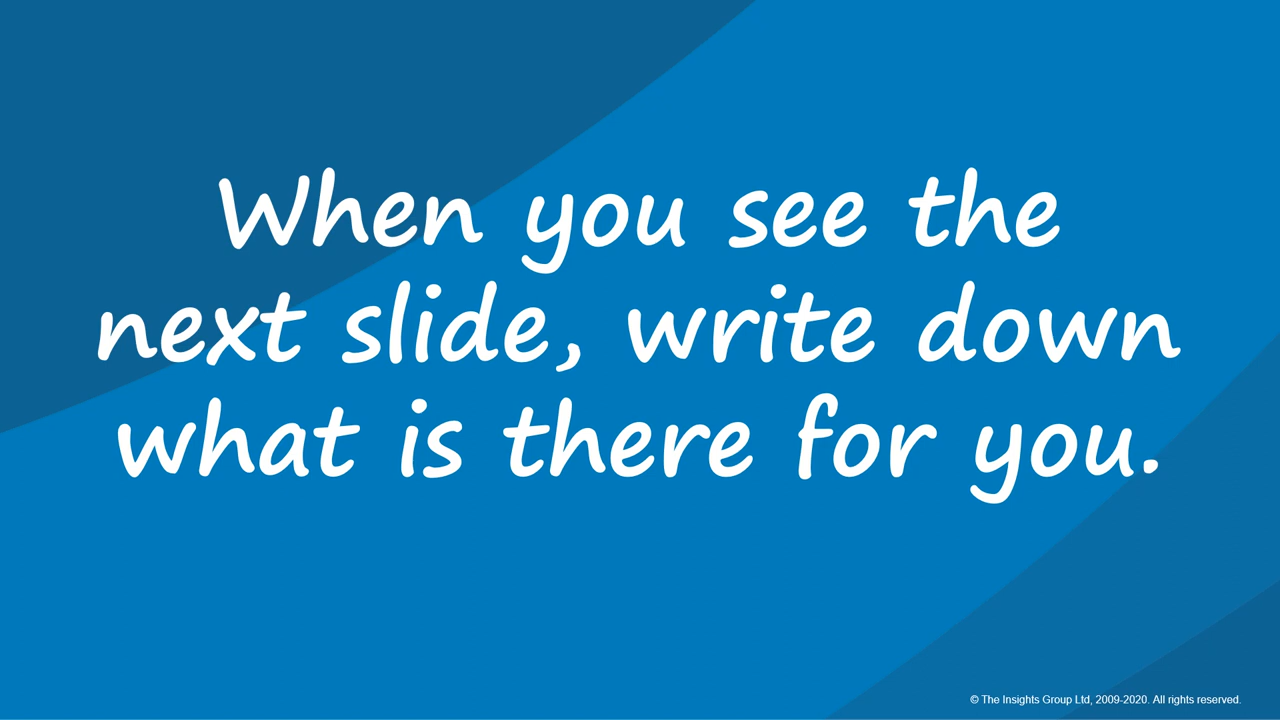 When you see the
next slide, write down
what is there for you.
© The Insights Group Ltd, 2009-2020. All rights reserved.